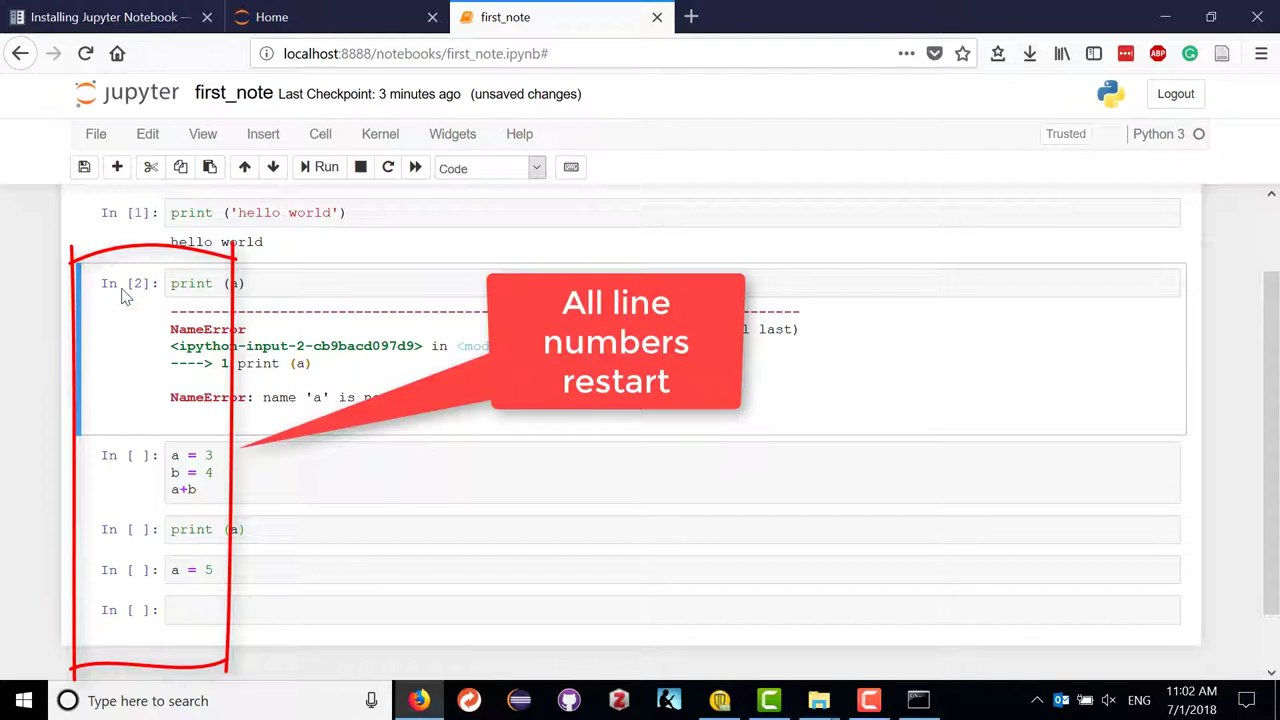 Installing Jupyter Notebook —
Home
first_note
localhost:8888/notebooks/first_note.ipynb#
ABP
jupyter first_note Last Checkpoint: 3 minutes ago (unsaved changes)
Logout
File Edit View Insert Cell Kernel Widgets Help
Trusted Python 3
Run Code
In [1]: print ('hello world')
hello world
In [2]: print (a)
NameError l last)
<ipython-input-2-cb9bacd097d9> in
----> 1 print (a)
NameError: name 'a' is
In [ ]: a = 3
b = 4
a+b
In [ ]: print (a)
In [ ]: a = 5
In [ ]:
All line
numbers
restart
Type here to search
ENG
11:02 AM
7/1/2018